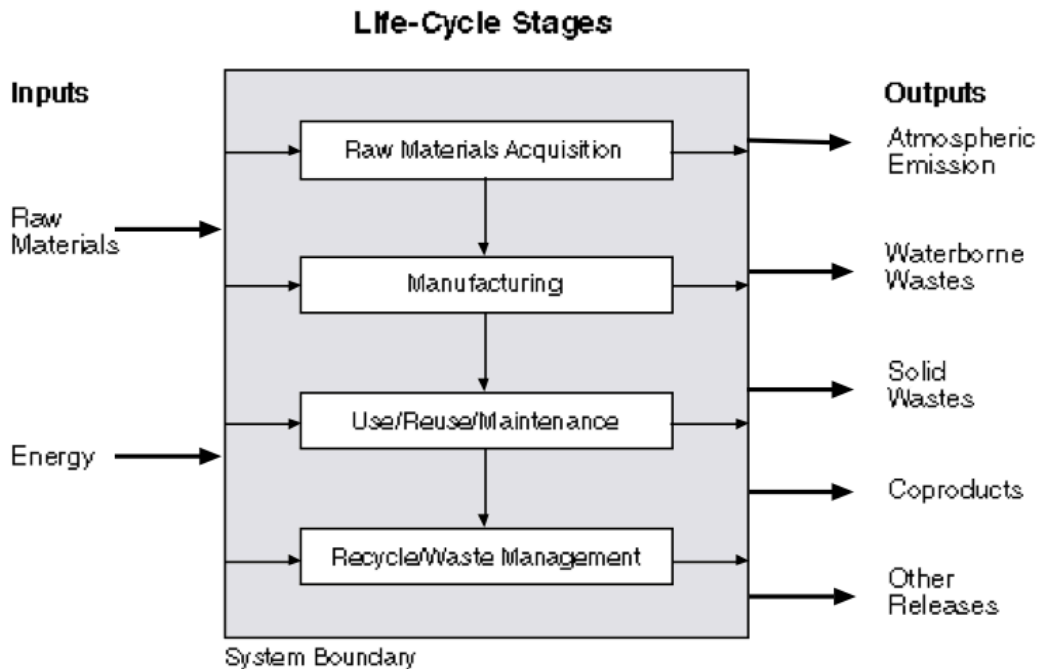 Life-Cycle Stages
Inputs
Outputs
Raw Materials Acquisition
Atmospheric
Emission
Raw
Materials
Manufacturing
Waterborne
Wastes
Solid
Wastes
Use/Reuse/Maintenance
Energy
Coproducts
Recycle/Waste Management
Other
Releases
System Boundary